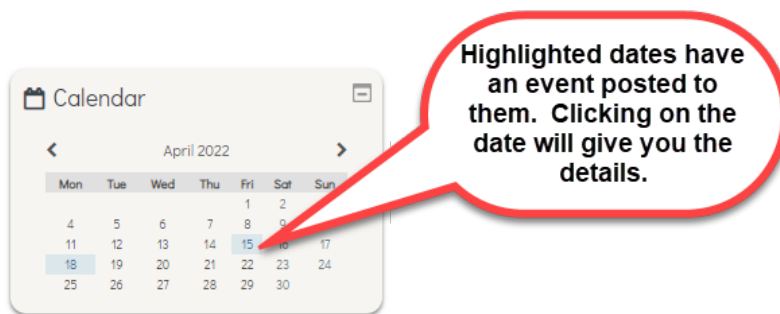 Highlighted dates have
an event posted to
them. Clicking on the
date will give you the
details.
Calendar
April 2022
Mon Tue Wed Thu Fri Sat Sun
1 2
4 5 6 7 8 9
11 12 13 14 15 16 17
18 19 20 21 22 23 24
25 26 27 28 29 30